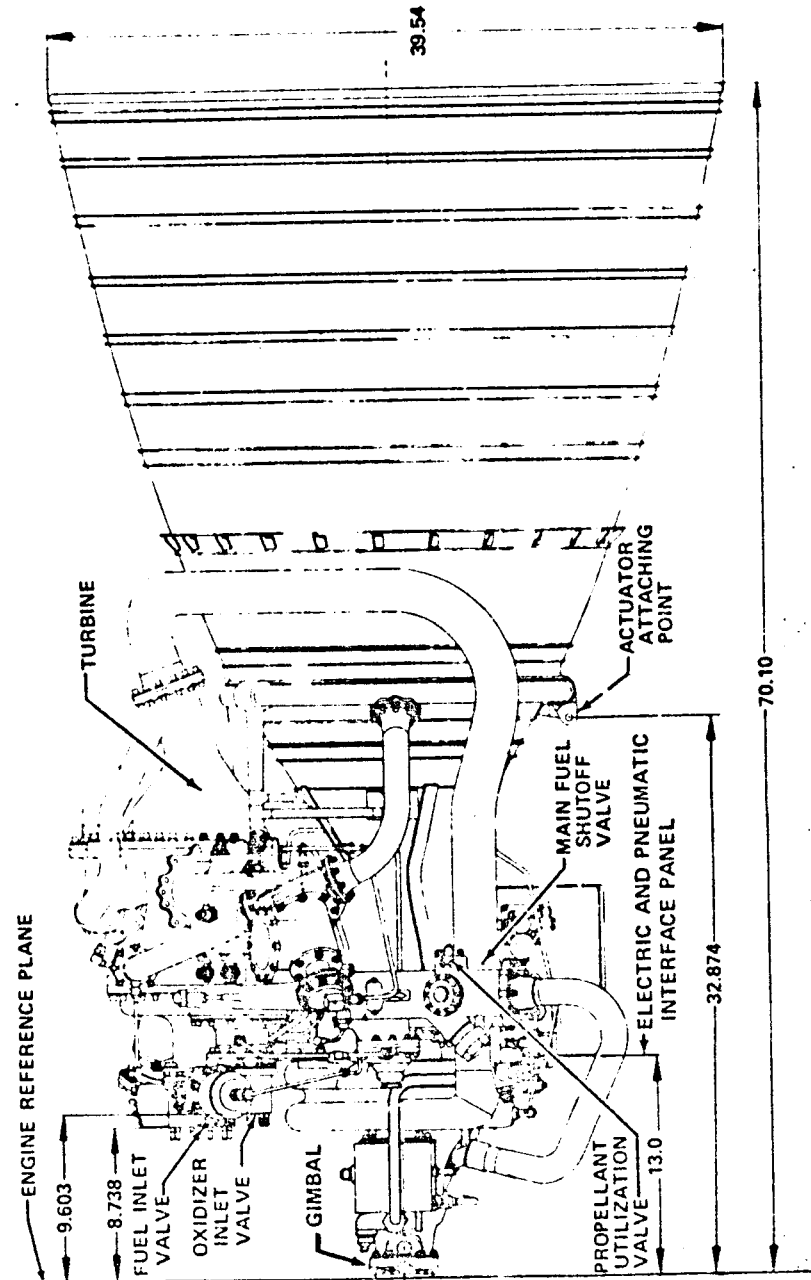 ENGINE REFERENCE PLANE
9.603
8.738
FUEL INLET
VALVE
OXIDIZER
INLET
VALVE
GIMBAL
PROPELLANT
UTILIZATION
VALVE
13.0
TURBINE
ELECTRIC AND PNEUMATIC
INTERFACE PANEL
MAIN FUEL
SHUTOFF
VALVE
ACTUATOR
ATTACHING
POINT
32.874
70.10
39.54